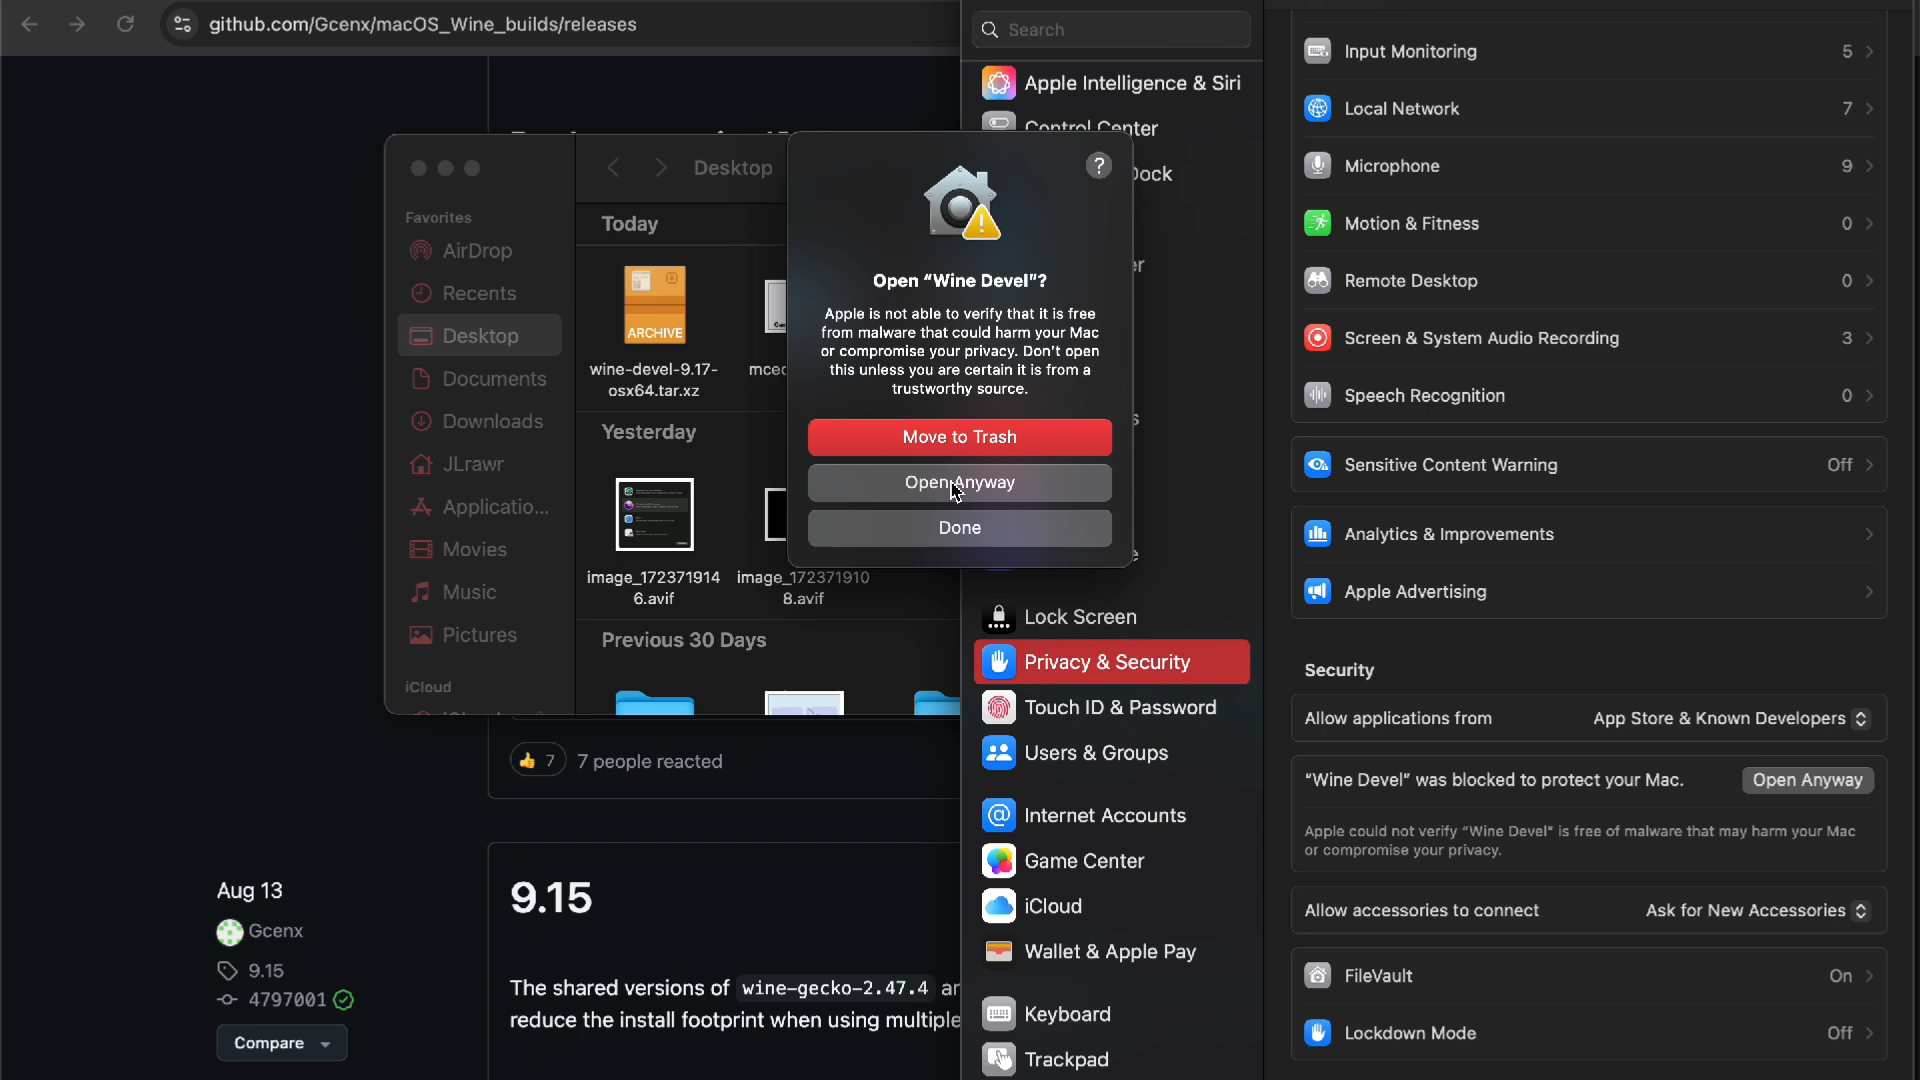 github.com/Gcenx/macOS_Wine_builds/releases
Desktop
Favorites
AirDrop
Recents
Desktop
Documents
Downloads
JLrawr
Applicatio...
Movies
Music
Pictures
iCloud
Today
ARCHIVE
wine-devel-9.17-
osx64.tar.xz
Yesterday
image_172371914
6.avif
image_172371910
8.avif
Previous 30 Days
?
Open “Wine Devel”?
Apple is not able to verify that it is free
from malware that could harm your Mac
or compromise your privacy. Don’t open
this unless you are certain it is from a
trustworthy source.
Move to Trash
Open Anyway
Done
👍 7
7 people reacted
Aug 13
Gcenx
9.15
4797001
Compare
9.15
The shared versions of wine-gecko-2.47.4
reduce the install footprint when using multiple
Search
Apple Intelligence & Siri
Control Center
Dock
Lock Screen
Privacy & Security
Touch ID & Password
Users & Groups
Internet Accounts
Game Center
iCloud
Wallet & Apple Pay
Keyboard
Trackpad
Input Monitoring 5
Local Network 7
Microphone 9
Motion & Fitness 0
Remote Desktop 0
Screen & System Audio Recording 3
Speech Recognition 0
Sensitive Content Warning Off
Analytics & Improvements
Apple Advertising
Security
Allow applications from App Store & Known Developers
“Wine Devel” was blocked to protect your Mac. Open Anyway
Apple could not verify “Wine Devel” is free of malware that may harm your Mac
or compromise your privacy.
Allow accessories to connect Ask for New Accessories
FileVault On
Lockdown Mode Off